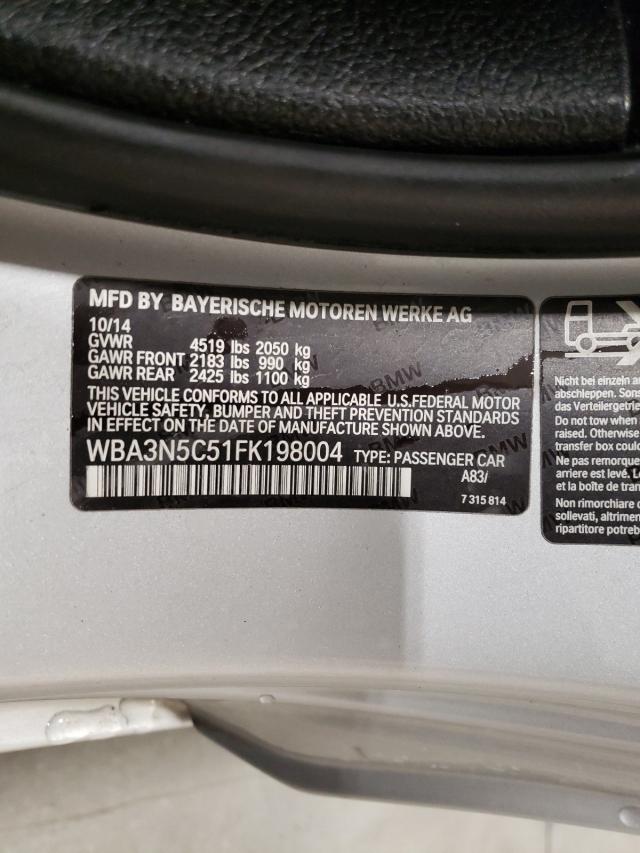 MFD BY BAYERISCHE MOTOREN WERKE AG
10/14
GVWR 4519 lbs 2050 kg
GAWR FRONT 2183 lbs 990 kg
GAWR REAR 2425 lbs 1100 kg
THIS VEHICLE CONFORMS TO ALL APPLICABLE U.S.FEDERAL MOTOR
VEHICLE SAFETY, BUMPER AND THEFT PREVENTION STANDARDS
IN EFFECT ON THE DATE OF MANUFACTURE SHOWN ABOVE.
WBA3N5C51FK198004 TYPE: PASSENGER CAR
A83/
7 315 814
Nicht bei einzeln an
abschleppen. Sons
das Verteilergetrie
Do not tow when
raised. Otherwise
transfer box coul
Ne pas remorque
arriere est levé. L
et la boîte de tran
Non rimorchiare
sollevati, altrimen
ripartitore potreb